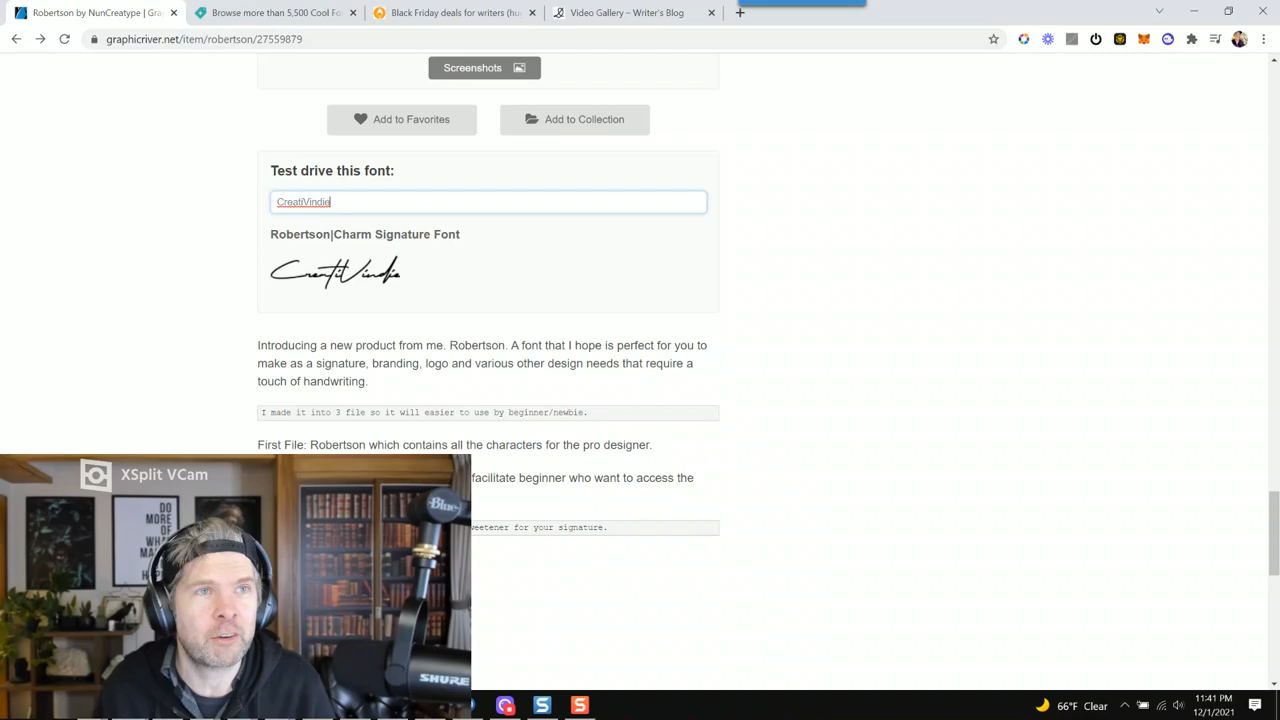 Robertson by NunCreatype |
Browse more than 5,500 Cool Fo
Black Friday deals for writers (hu
Video Gallery – Writer's Blog
graphicriver.net/item/robertson/27559879
Screenshots
Add to Favorites
Add to Collection
Test drive this font:
CreatiVindie
Robertson|Charm Signature Font
CreatiVindie
Introducing a new product from me. Robertson. A font that I hope is perfect for you to
make as a signature, branding, logo and various other design needs that require a
touch of handwriting.
I made it into 3 file so it will easier to use by beginner/newbie.
First File: Robertson which contains all the characters for the pro designer.
facilitate beginner who want to access the
weetener for your signature.
XSplit VCam
DO
MORE
OF
WHAT
MA
Blue
SHURE
66°F Clear
11:41 PM
12/1/2021